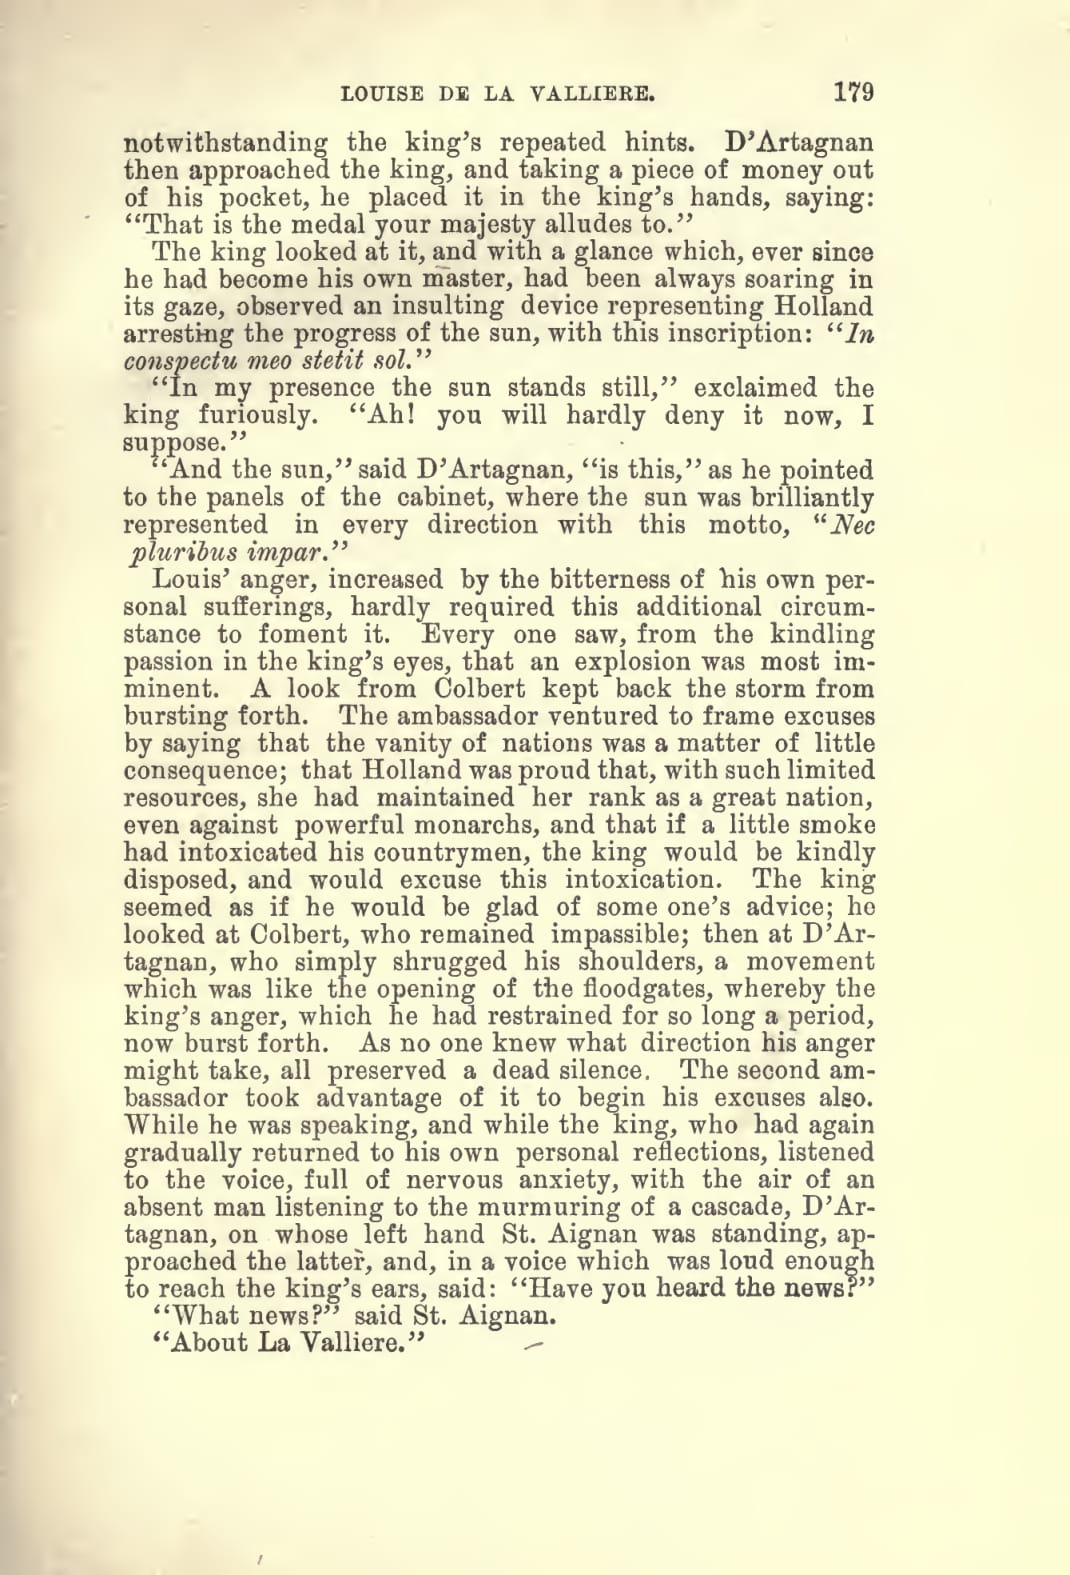 LOUISE DE LA VALLIERE. 179
notwithstanding the king's repeated hints. D'Artagnan
then approached the king, and taking a piece of money out
of his pocket, he placed it in the king's hands, saying:
"That is the medal your majesty alludes to."
The king looked at it, and with a glance which, ever since
he had become his own master, had been always soaring in
its gaze, observed an insulting device representing Holland
arresting the progress of the sun, with this inscription: "In
conspectu meo stetit sol."
"In my presence the sun stands still," exclaimed the
king furiously. "Ah! you will hardly deny it now, I
suppose."
"And the sun," said D'Artagnan, "is this," as he pointed
to the panels of the cabinet, where the sun was brilliantly
represented in every direction with this motto, "Nec
pluribus impar."
Louis' anger, increased by the bitterness of his own per-
sonal sufferings, hardly required this additional circum-
stance to foment it. Every one saw, from the kindling
passion in the king's eyes, that an explosion was most im-
minent. A look from Colbert kept back the storm from
bursting forth. The ambassador ventured to frame excuses
by saying that the vanity of nations was a matter of little
consequence; that Holland was proud that, with such limited
resources, she had maintained her rank as a great nation,
even against powerful monarchs, and that if a little smoke
had intoxicated his countrymen, the king would be kindly
disposed, and would excuse this intoxication. The king
seemed as if he would be glad of some one's advice; he
looked at Colbert, who remained impassible; then at D'Ar-
tagnan, who simply shrugged his shoulders, a movement
which was like the opening of the floodgates, whereby the
king's anger, which he had restrained for so long a period,
now burst forth. As no one knew what direction his anger
might take, all preserved a dead silence. The second am-
bassador took advantage of it to begin his excuses also.
While he was speaking, and while the king, who had again
gradually returned to his own personal reflections, listened
to the voice, full of nervous anxiety, with the air of an
absent man listening to the murmuring of a cascade, D'Ar-
tagnan, on whose left hand St. Aignan was standing, ap-
proached the latter, and, in a voice which was loud enough
to reach the king's ears, said: "Have you heard the news?"
"What news?" said St. Aignan.
"About La Valliere."